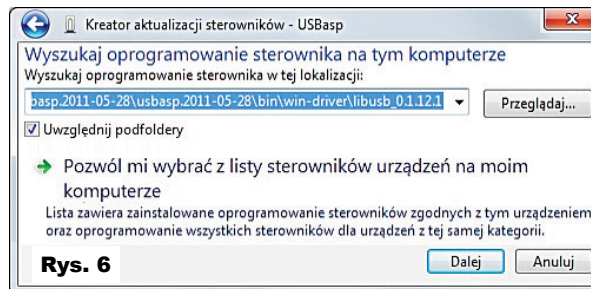 Kreator aktualizacji sterowników - USBasp
Wyszukaj oprogramowanie sterownika na tym komputerze
Wyszukaj oprogramowanie sterownika w tej lokalizacji:
basp.2011-05-28\usbasp.2011-05-28\bin\win-driver\libusb_0.1.12.1
Przeglądaj...
Uwzględnij podfoldery
Pozwól mi wybrać z listy sterowników urządzeń na moim
komputerze
Lista zawiera zainstalowane oprogramowanie sterowników zgodnych z tym urządzeniem
oraz oprogramowanie wszystkich sterowników dla urządzeń z tej samej kategorii.
Rys. 6
Dalej
Anuluj